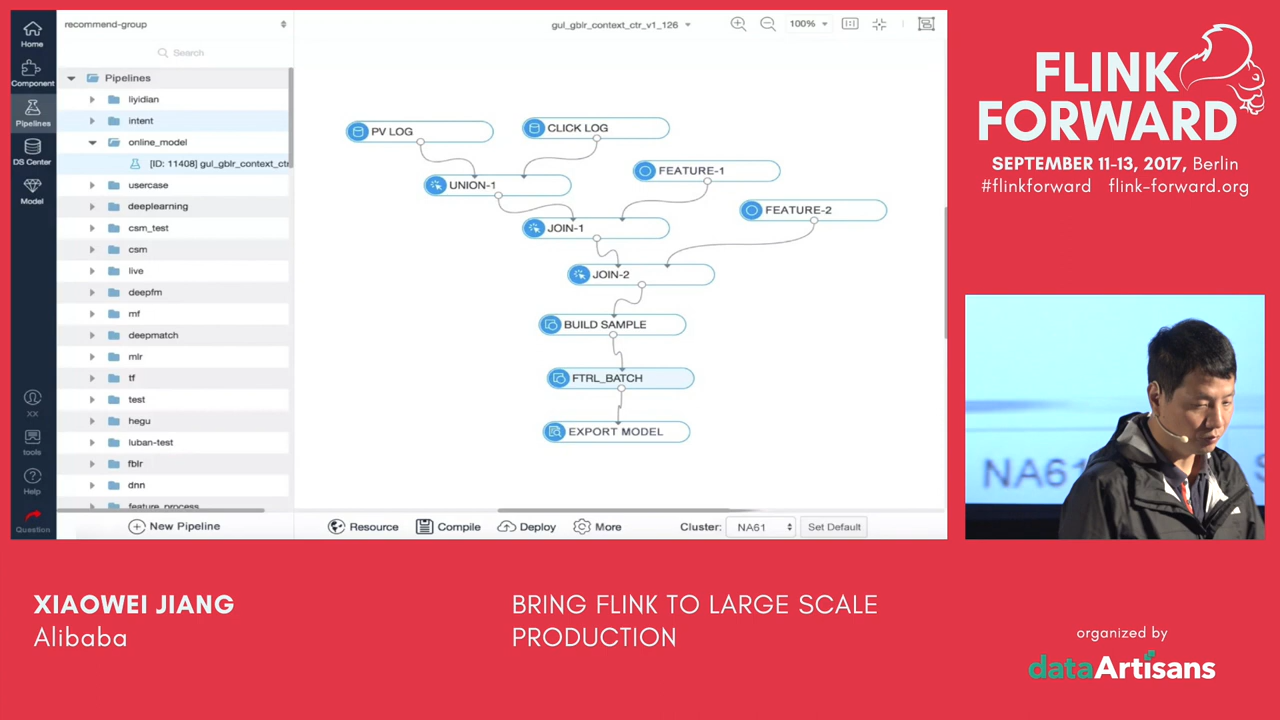 recommend-group
gul_gblr_context_ctr_v1_126
100%
Home
Component
Pipelines
DS Center
Model
XX
tools
Help
Question
Search
Pipelines
liyidian
intent
online_model
[ID: 11408] gul_gblr_context_ctr
usercase
deeplearning
csm_test
csm
live
deepfm
mf
deepmatch
mlr
tf
test
hegu
luban-test
fblr
dnn
feature_process
New Pipeline
PV LOG
CLICK LOG
UNION-1
FEATURE-1
JOIN-1
FEATURE-2
JOIN-2
BUILD SAMPLE
FTRL_BATCH
EXPORT MODEL
Resource
Compile
Deploy
More
Cluster:
NA61
Set Default
FLINK
FORWARD
SEPTEMBER 11-13, 2017, Berlin
#flinkforward flink-forward.org
NA61
XIAOWEI JIANG
Alibaba
BRING FLINK TO LARGE SCALE
PRODUCTION
organized by
dataArtisans